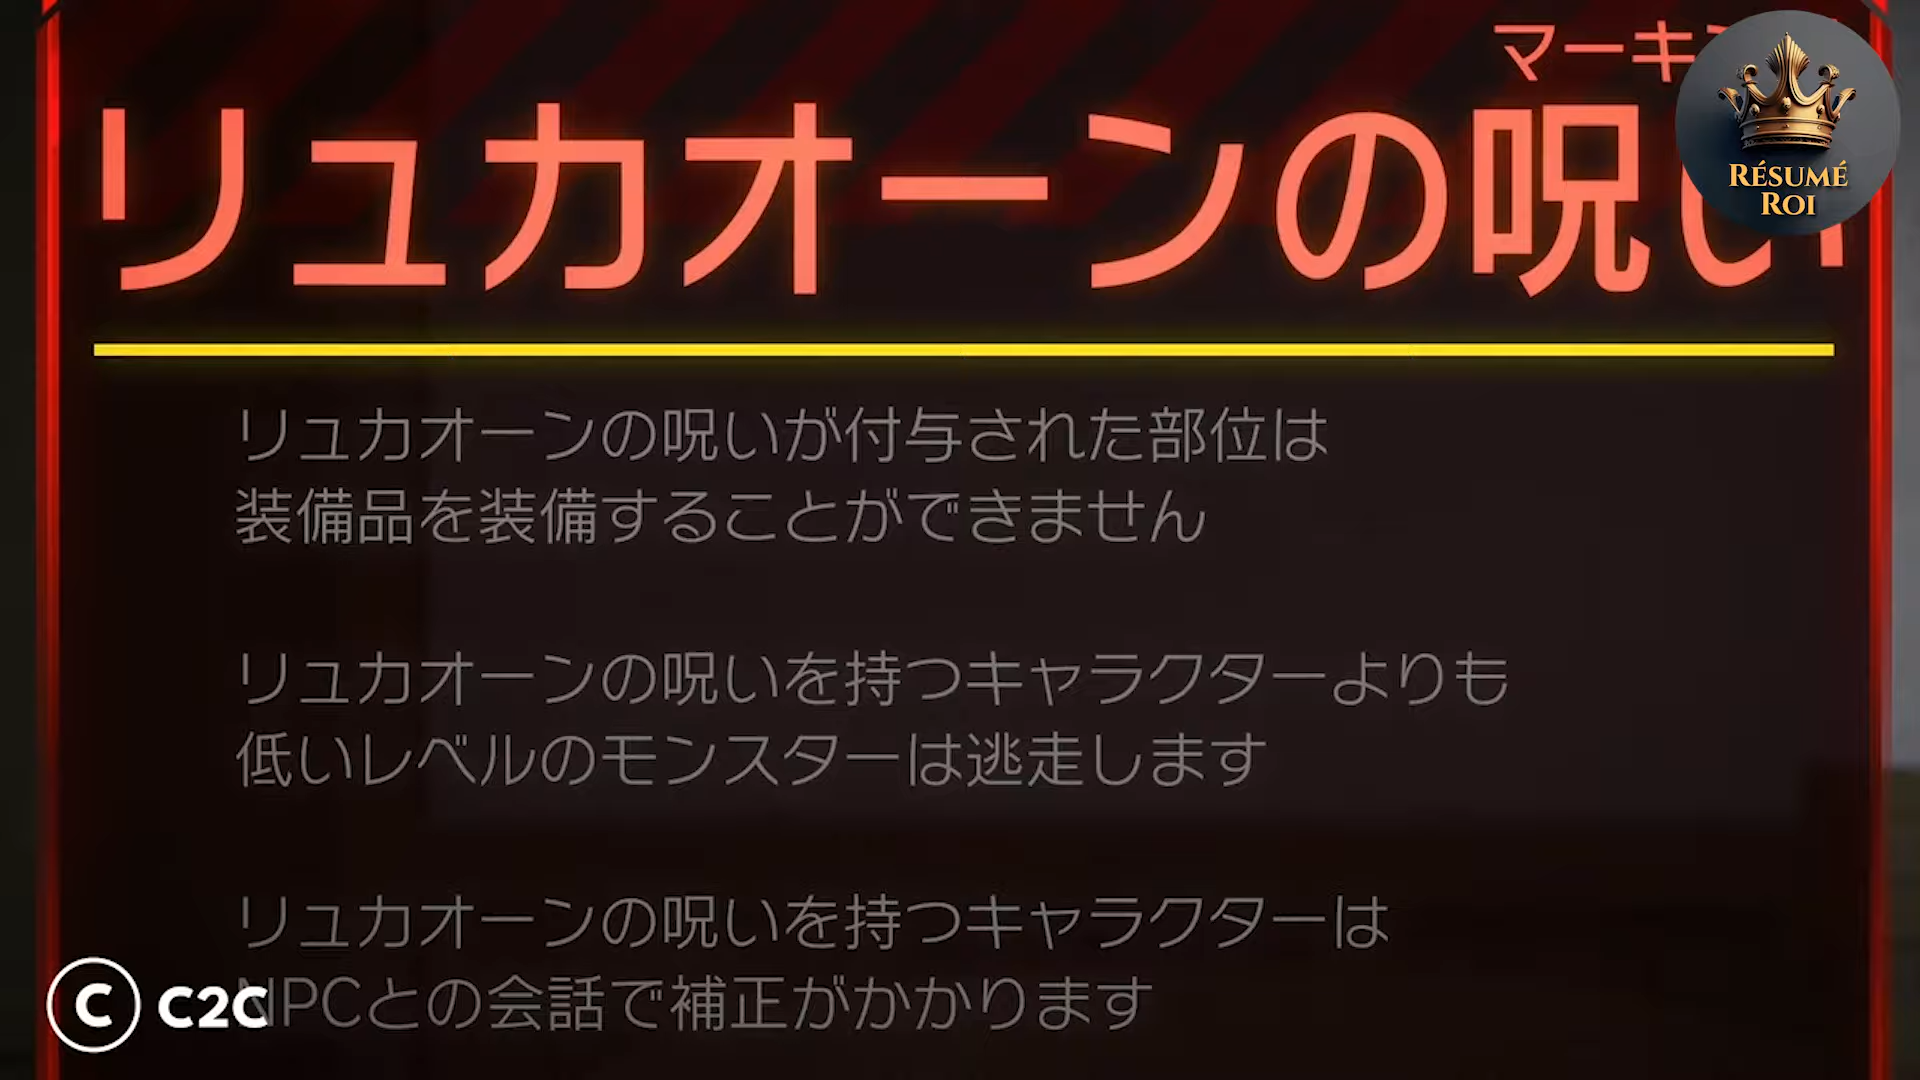 マーキ
RÉSUMÉ
ROI
リュカオーンの呪い
リュカオーンの呪いが付与された部位は
装備品を装備することができません
リュカオーンの呪いを持つキャラクターよりも
低いレベルのモンスターは逃走します
リュカオーンの呪いを持つキャラクターは
NPCとの会話で補正がかかります
C C2C